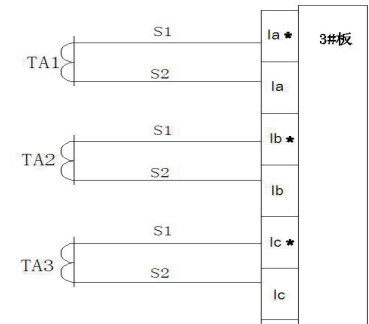 S1
Ia *
3#板
TA1
S2
Ia
S1
Ib *
TA2
S2
Ib
S1
Ic *
TA3
S2
Ic